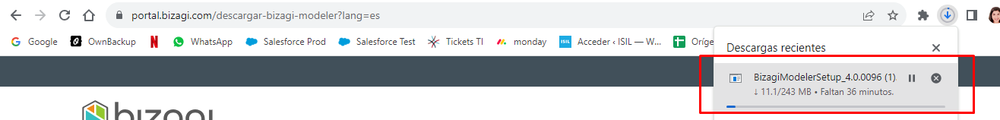 portal.bizagi.com/descargar-bizagi-modeler?lang=es
Google OwnBackup WhatsApp Salesforce Prod Salesforce Test Tickets TI monday ISIL Acceder ‹ ISIL — W... Oríge
Descargas recientes
BizagiModelerSetup_4.0.0096 (1).
↓ 11.1/243 MB • Faltan 36 minutos.
bizagi